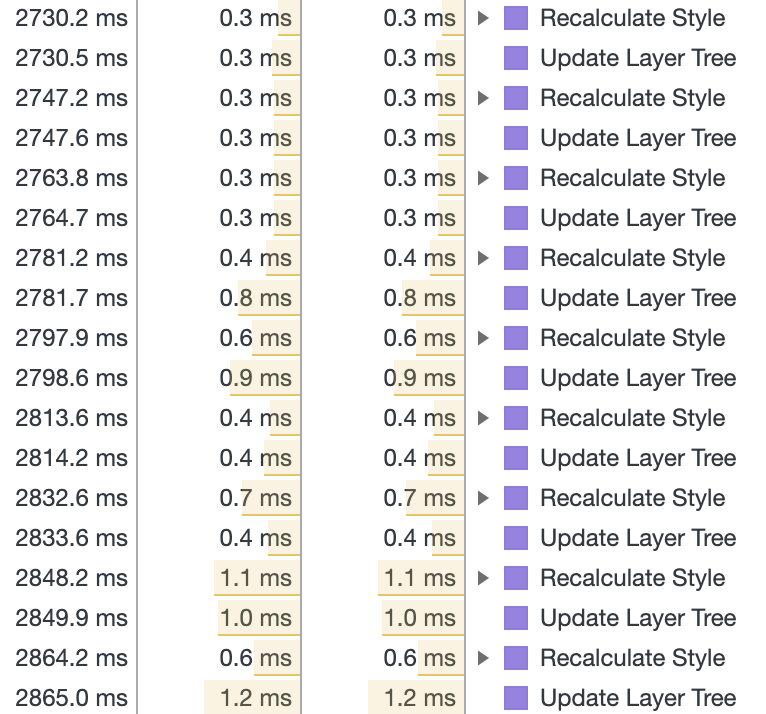 2730.2 ms 0.3 ms 0.3 ms Recalculate Style
2730.5 ms 0.3 ms 0.3 ms Update Layer Tree
2747.2 ms 0.3 ms 0.3 ms Recalculate Style
2747.6 ms 0.3 ms 0.3 ms Update Layer Tree
2763.8 ms 0.3 ms 0.3 ms Recalculate Style
2764.7 ms 0.3 ms 0.3 ms Update Layer Tree
2781.2 ms 0.4 ms 0.4 ms Recalculate Style
2781.7 ms 0.8 ms 0.8 ms Update Layer Tree
2797.9 ms 0.6 ms 0.6 ms Recalculate Style
2798.6 ms 0.9 ms 0.9 ms Update Layer Tree
2813.6 ms 0.4 ms 0.4 ms Recalculate Style
2814.2 ms 0.4 ms 0.4 ms Update Layer Tree
2832.6 ms 0.7 ms 0.7 ms Recalculate Style
2833.6 ms 0.4 ms 0.4 ms Update Layer Tree
2848.2 ms 1.1 ms 1.1 ms Recalculate Style
2849.9 ms 1.0 ms 1.0 ms Update Layer Tree
2864.2 ms 0.6 ms 0.6 ms Recalculate Style
2865.0 ms 1.2 ms 1.2 ms Update Layer Tree